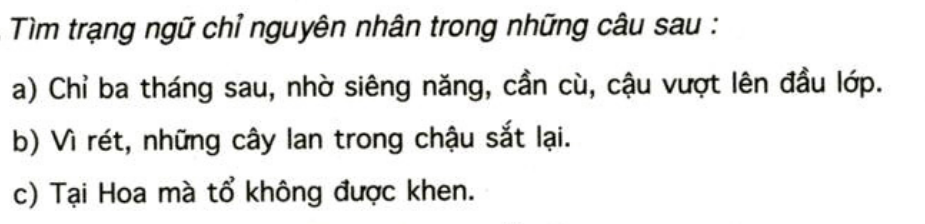 Tìm trạng ngữ chỉ nguyên nhân trong những câu sau :
a) Chỉ ba tháng sau, nhờ siêng năng, cần cù, cậu vượt lên đầu lớp.
b) Vì rét, những cây lan trong chậu sắt lại.
c) Tại Hoa mà tổ không được khen.